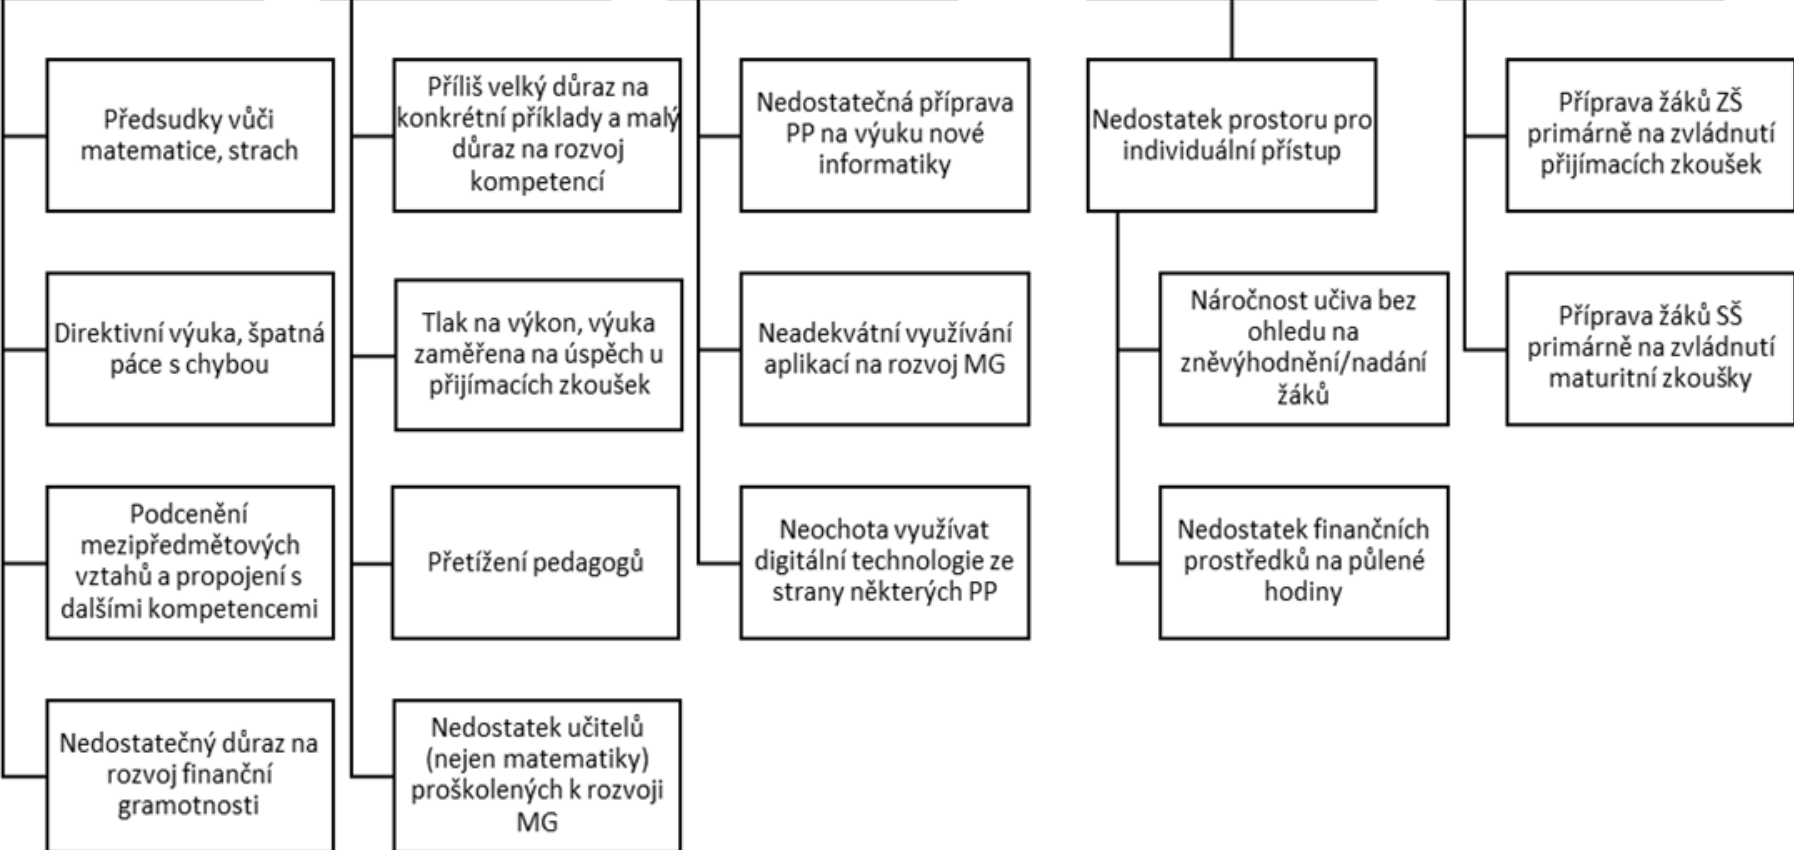 Předsudky vůči
matematice, strach
Direktivní výuka, špatná
páce s chybou
Podcenění
mezipředmětových
vztahů a propojení s
dalšími kompetencemi
Nedostatečný důraz na
rozvoj finanční
gramotnosti
Příliš velký důraz na
konkrétní příklady a malý
důraz na rozvoj
kompetencí
Tlak na výkon, výuka
zaměřena na úspěch u
přijímacích zkoušek
Přetížení pedagogů
Nedostatek učitelů
(nejen matematiky)
proškolených k rozvoji
MG
Nedostatečná příprava
PP na výuku nové
informatiky
Neadekvátní využívání
aplikací na rozvoj MG
Neochota využívat
digitální technologie ze
strany některých PP
Nedostatek prostoru pro
individuální přístup
Náročnost učiva bez
ohledu na
zněvýhodnění/nadání
žáků
Nedostatek finančních
prostředků na půlené
hodiny
Příprava žáků ZŠ
primárně na zvládnutí
přijímacích zkoušek
Příprava žáků SŠ
primárně na zvládnutí
maturitní zkoušky